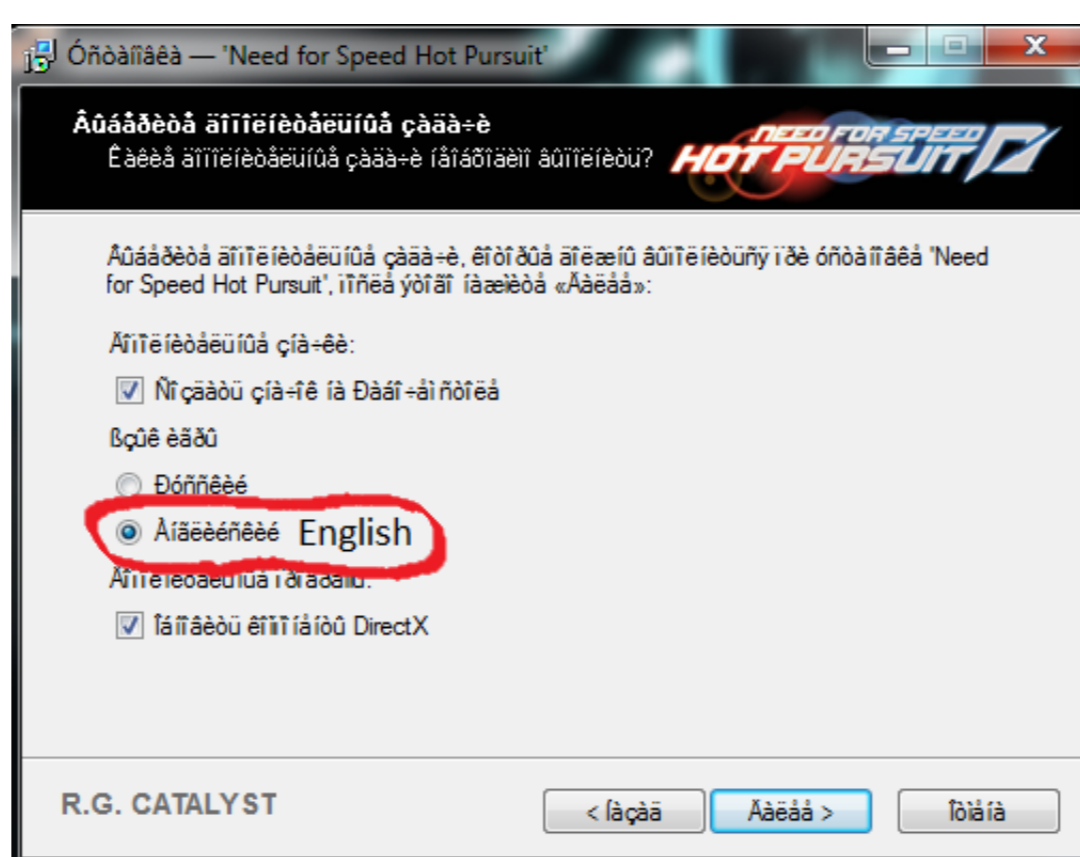 Óñòàíîâêà — 'Need for Speed Hot Pursuit'
Âûáåðèòå äîïîëíèòåëüíûå çàäà÷è
Êàêèå äîïîëíèòåëüíûå çàäà÷è íåîáõîäèìî âûïîëíèòü?
NEED FOR SPEED
HOT PURSUIT
Âûáåðèòå äîïîëíèòåëüíûå çàäà÷è, êîòîðûå äîëæíû âûïîëíèòüñÿ ïðè óñòàíîâêå 'Need
for Speed Hot Pursuit', ïîñëå ýòîãî íàæìèòå «Äàëåå»:
Äîïîëíèòåëüíûå çíà÷êè:
Ñîçäàòü çíà÷îê íà Ðàáî÷åì ñòîëå
ßçûê èãðû
Ðóññêèé
Àíãëèéñêèé English
Äîïîëíèòåëüíûå ïðîãðàììû:
Îáíîâèòü êîìïîíåíòû DirectX
R.G. CATALYST
< Íàçàä
Äàëåå >
Îòìåíà